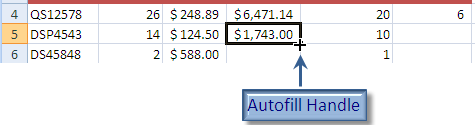 4 QS12578 26 $ 248.89 $ 6,471.14 20 6
5 DSP4543 14 $ 124.50 $ 1,743.00 10
6 DS45848 2 $ 588.00 1
Autofill Handle